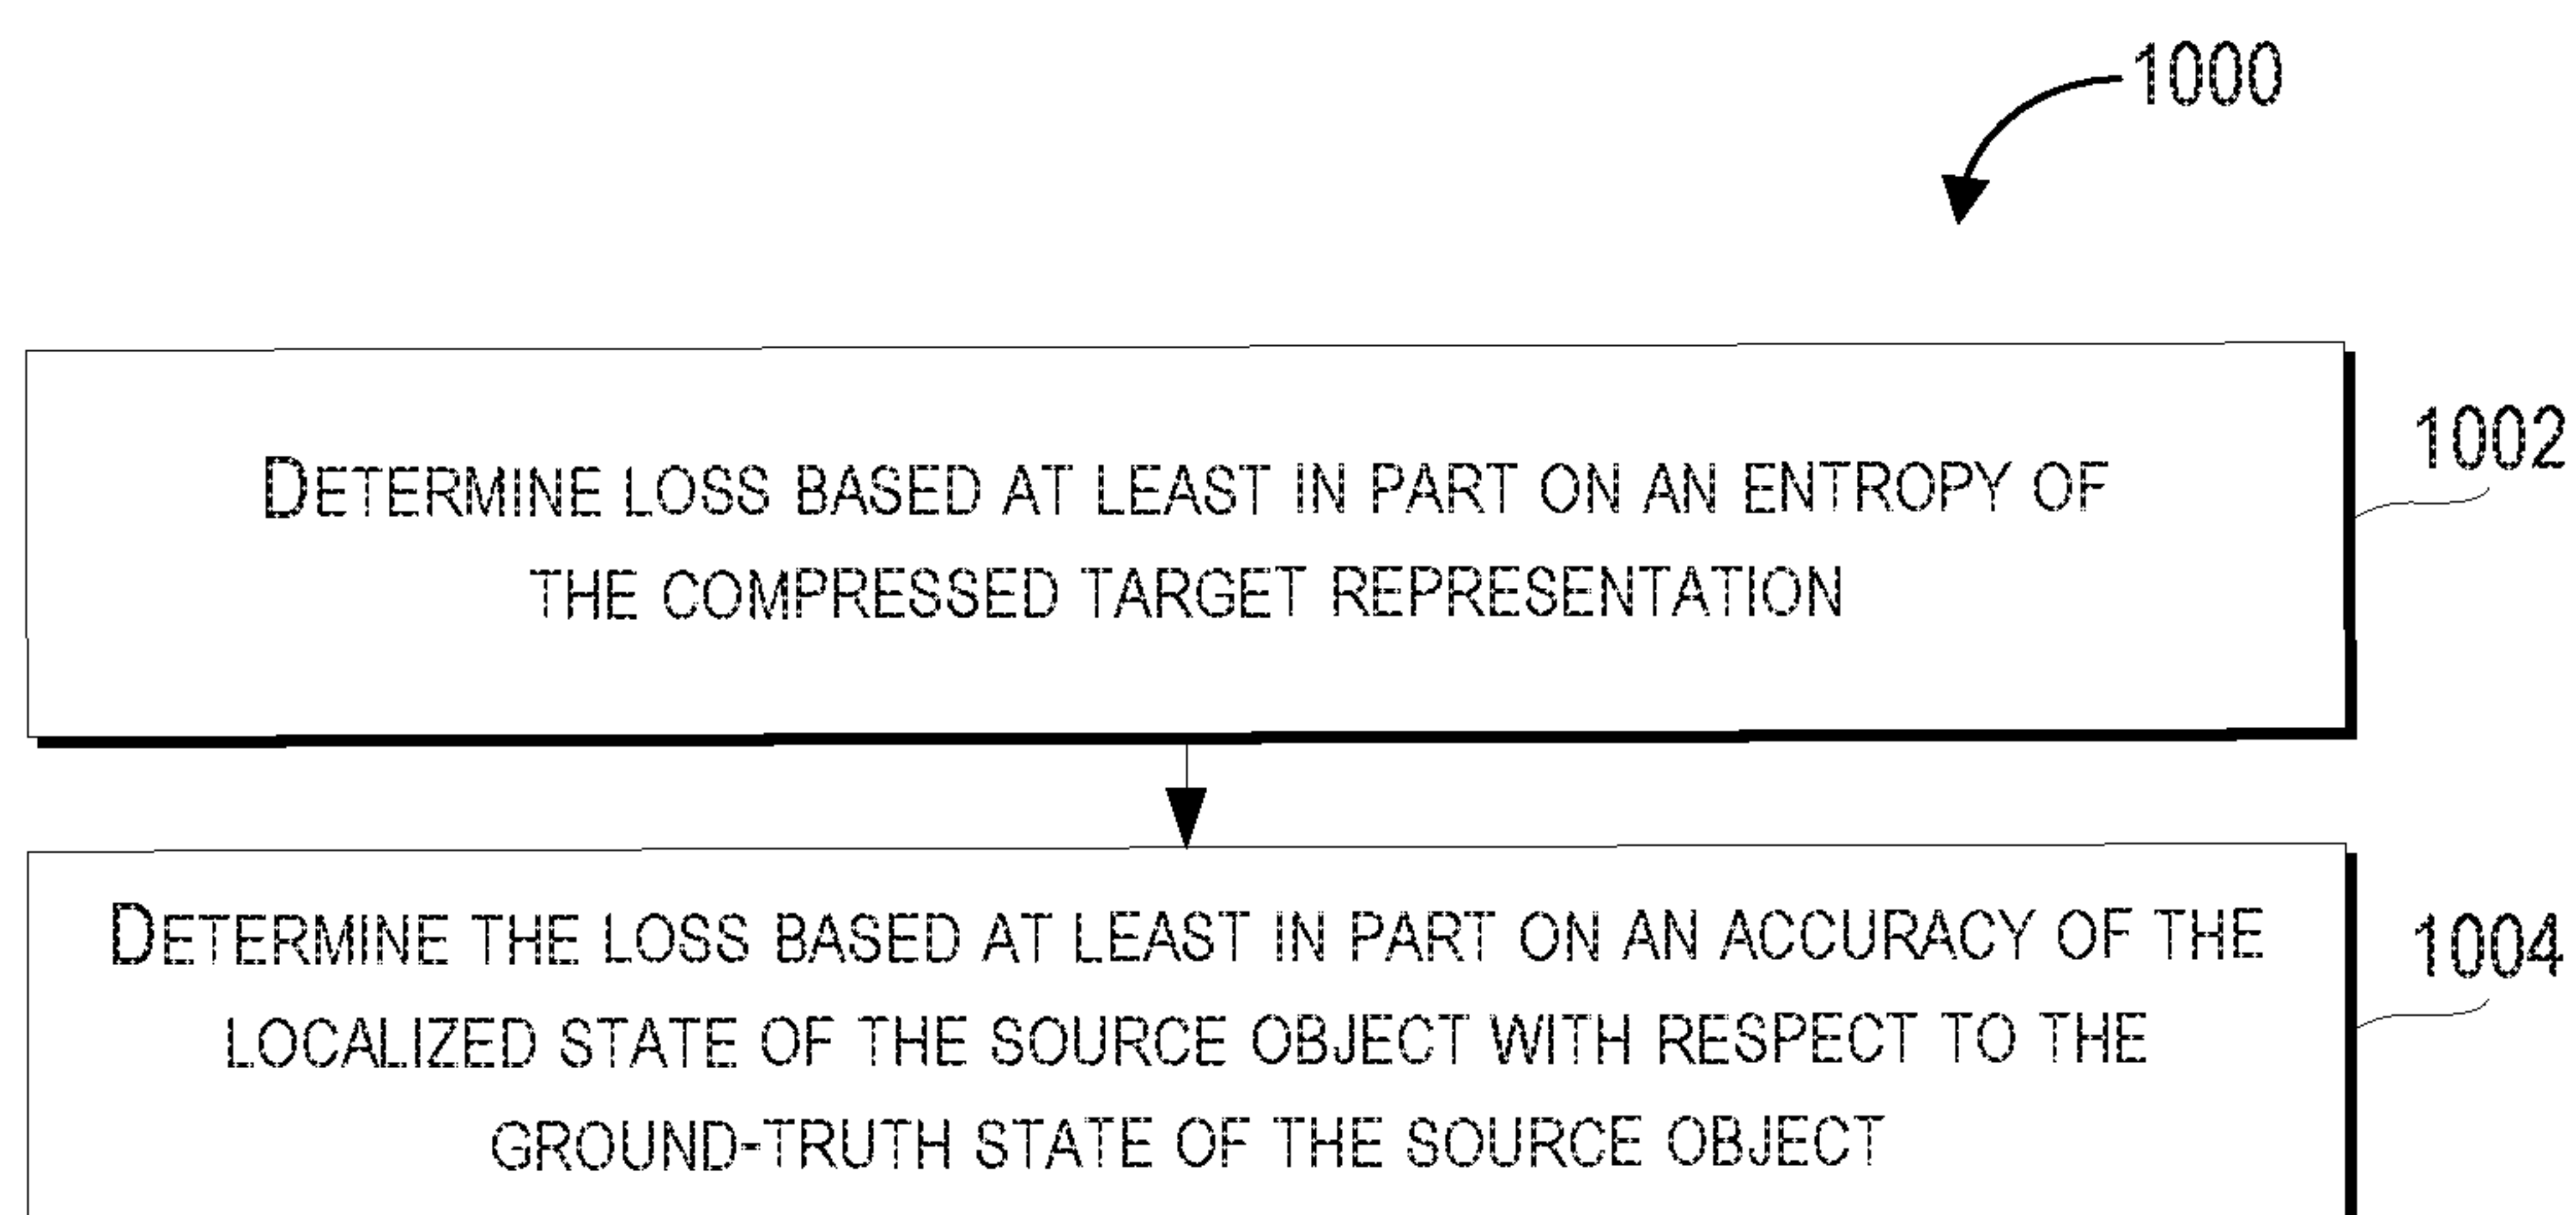 1000
DETERMINE LOSS BASED AT LEAST IN PART ON AN ENTROPY OF
THE COMPRESSED TARGET REPRESENTATION
1002
DETERMINE THE LOSS BASED AT LEAST IN PART ON AN ACCURACY OF THE
LOCALIZED STATE OF THE SOURCE OBJECT WITH RESPECT TO THE
GROUND-TRUTH STATE OF THE SOURCE OBJECT
1004